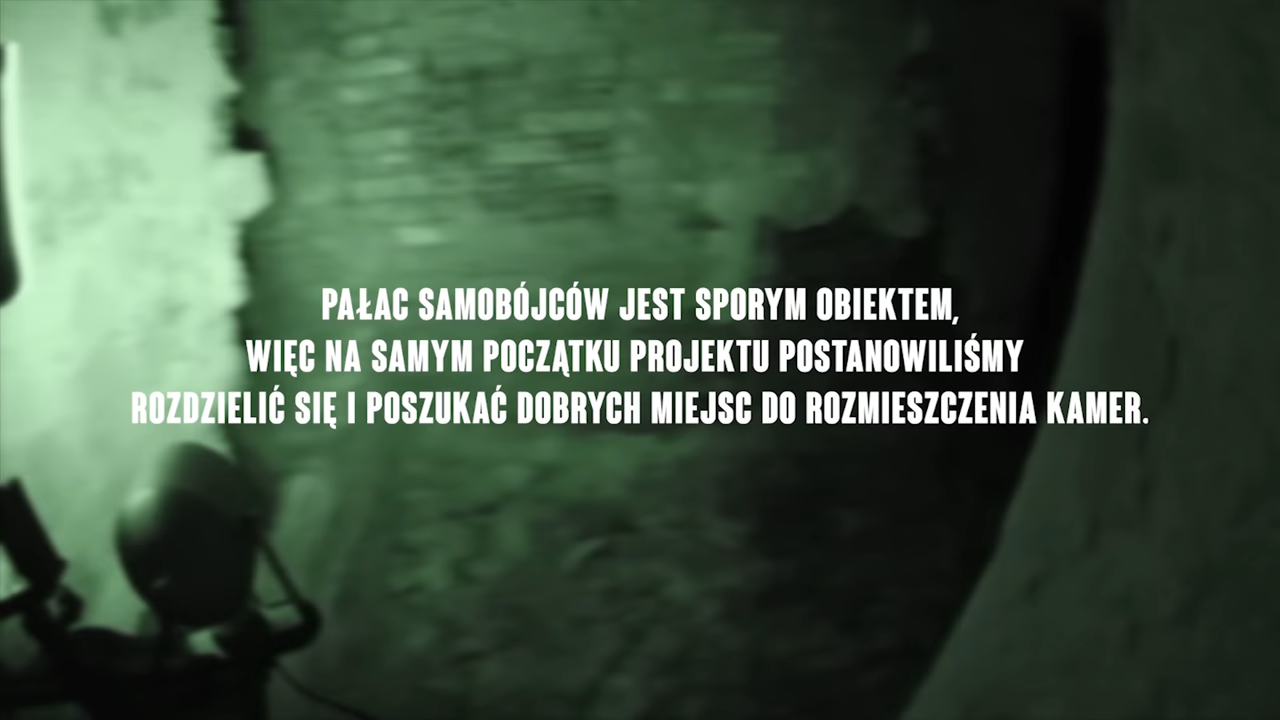 PAŁAC SAMOBÓJCÓW JEST SPORYM OBIEKTEM,
WIĘC NA SAMYM POCZĄTKU PROJEKTU POSTANOWILIŚMY
ROZDZIELIĆ SIĘ I POSZUKAĆ DOBRYCH MIEJSC DO ROZMIESZCZENIA KAMER.